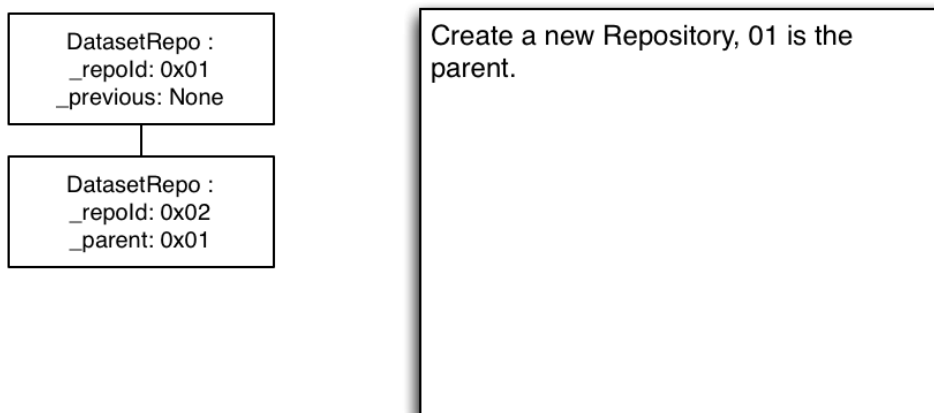 DatasetRepo :
_repoId: 0x01
_previous: None
DatasetRepo :
_repoId: 0x02
_parent: 0x01
Create a new Repository, 01 is the
parent.